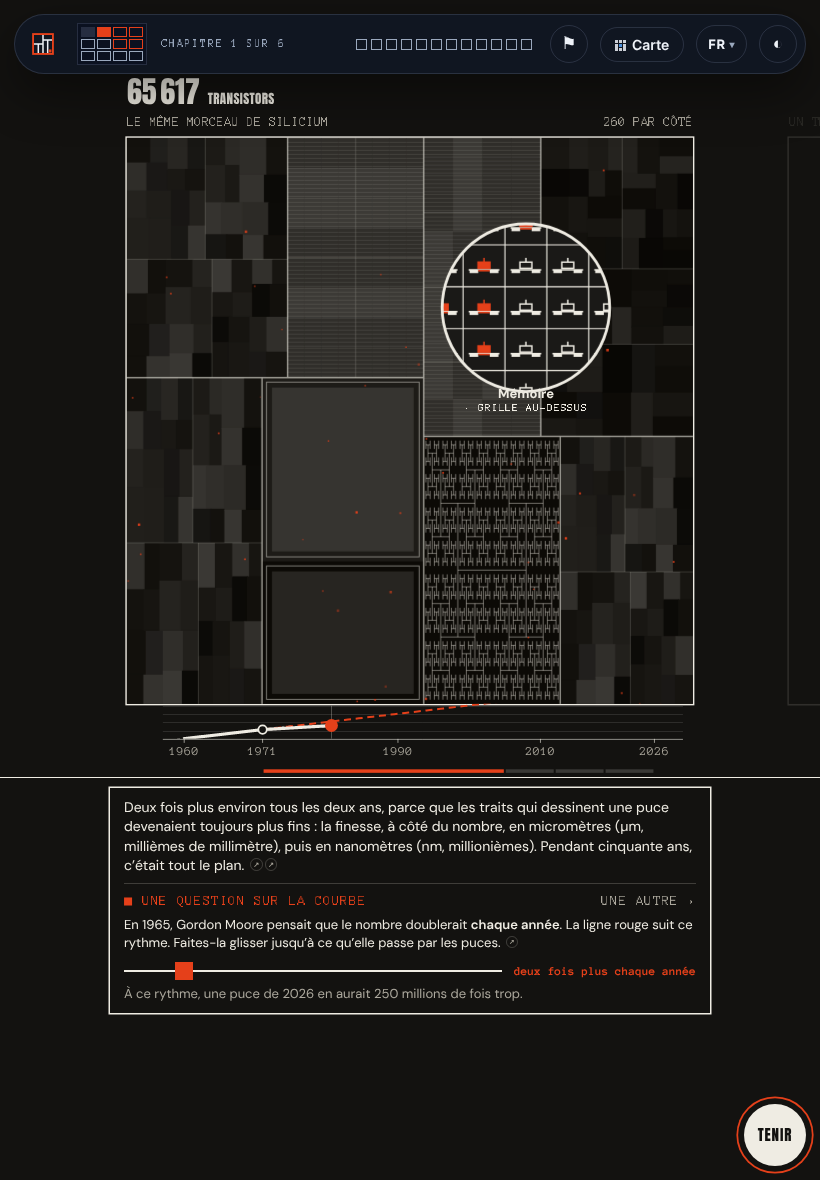 CHAPITRE 1 SUR 6
Carte
FR
65 617 TRANSISTORS
LE MÊME MORCEAU DE SILICIUM
260 PAR CÔTÉ
UN T
Mémoire
· GRILLE AU-DESSUS
1960
1971
1990
2010
2026
Deux fois plus environ tous les deux ans, parce que les traits qui dessinent une puce
devenaient toujours plus fins : la finesse, à côté du nombre, en micromètres (µm,
millièmes de millimètre), puis en nanomètres (nm, millionièmes). Pendant cinquante ans,
c’était tout le plan.
UNE QUESTION SUR LA COURBE
UNE AUTRE ›
En 1965, Gordon Moore pensait que le nombre doublerait chaque année. La ligne rouge suit ce
rythme. Faites-la glisser jusqu’à ce qu’elle passe par les puces.
deux fois plus chaque année
À ce rythme, une puce de 2026 en aurait 250 millions de fois trop.
TENIR